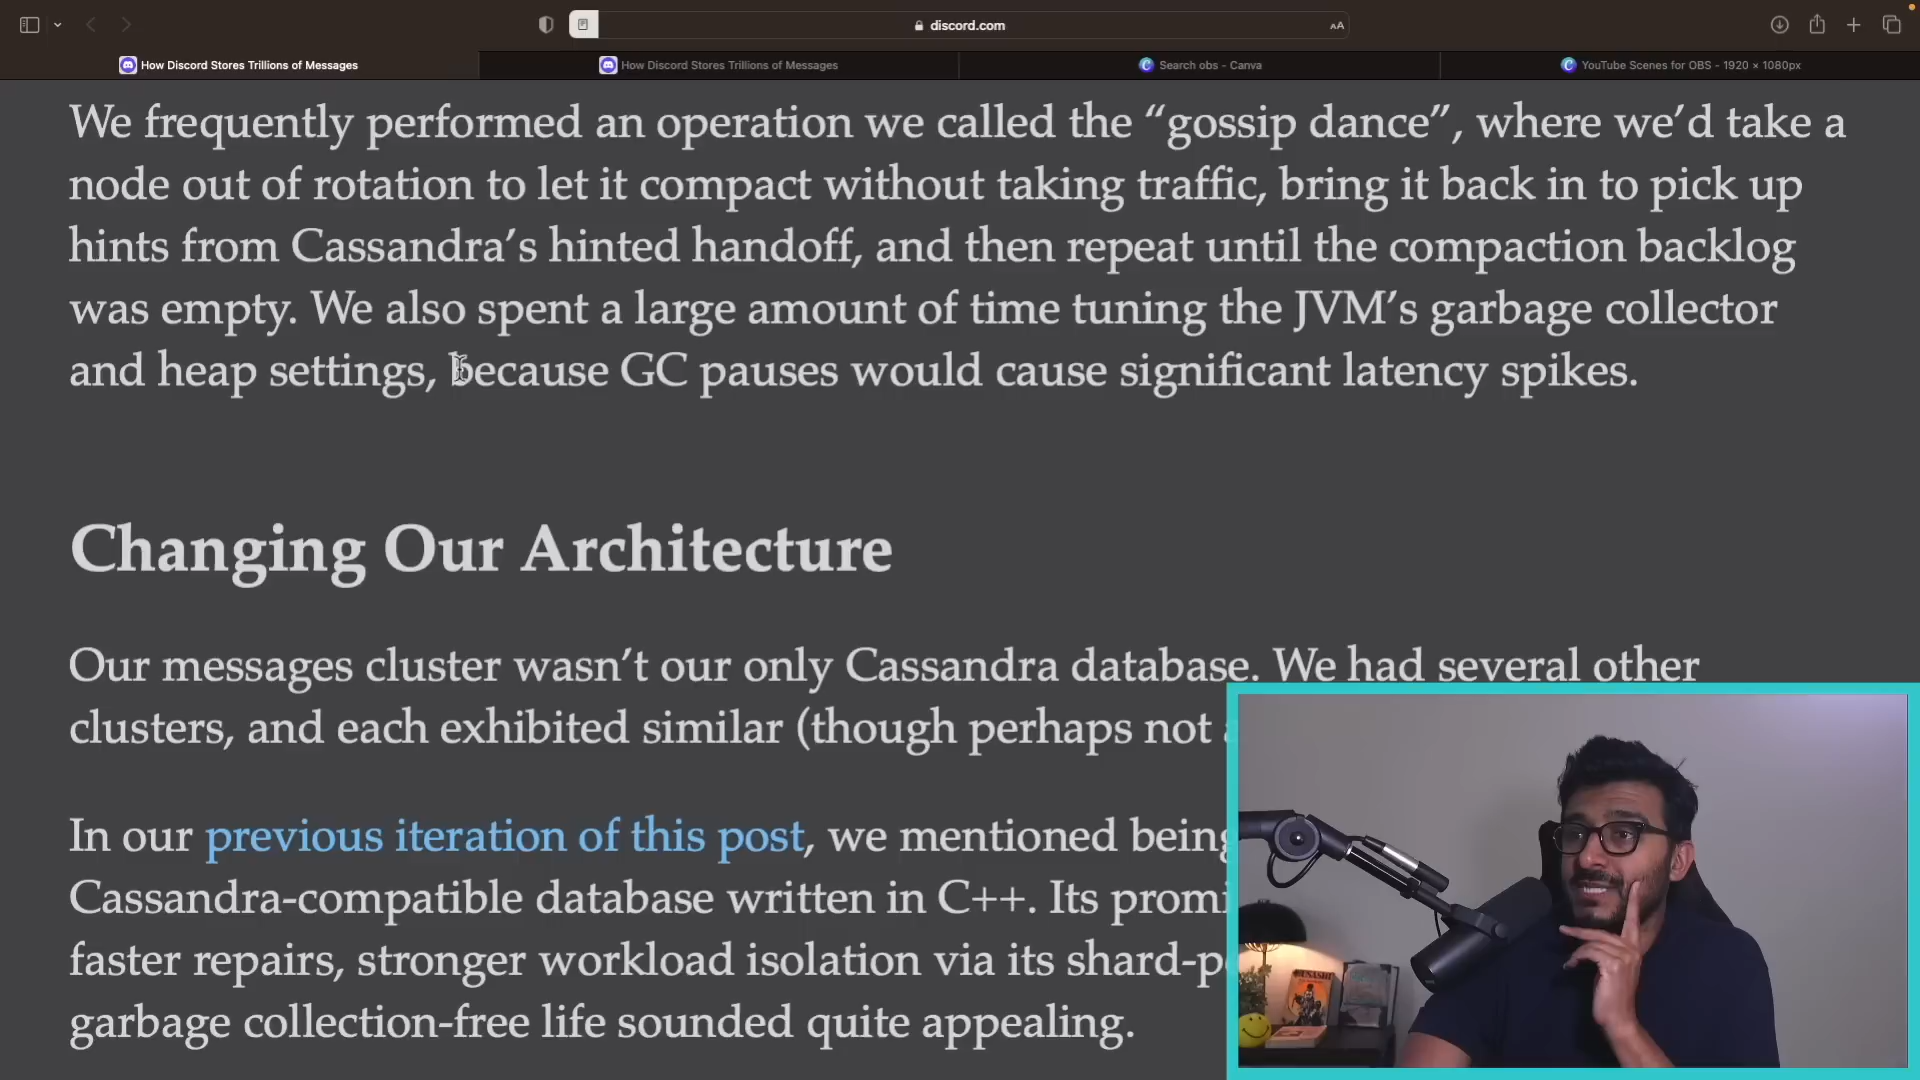 discord.com
AA
How Discord Stores Trillions of Messages
How Discord Stores Trillions of Messages
Search obs - Canva
YouTube Scenes for OBS - 1920 × 1080px
We frequently performed an operation we called the “gossip dance”, where we’d take a
node out of rotation to let it compact without taking traffic, bring it back in to pick up
hints from Cassandra’s hinted handoff, and then repeat until the compaction backlog
was empty. We also spent a large amount of time tuning the JVM’s garbage collector
and heap settings, because GC pauses would cause significant latency spikes.
Changing Our Architecture
Our messages cluster wasn’t our only Cassandra database. We had several other
clusters, and each exhibited similar (though perhaps not
In our previous iteration of this post, we mentioned being
Cassandra-compatible database written in C++. Its
faster repairs, stronger workload isolation via its
garbage collection-free life sounded quite appealing.